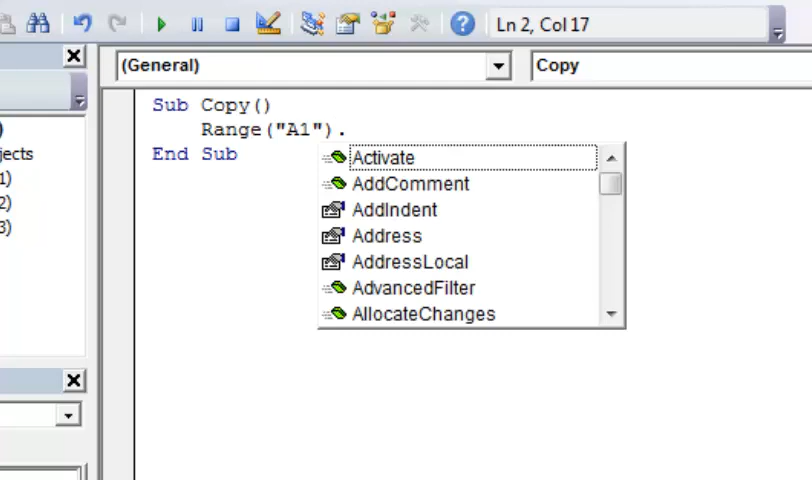 Ln 2, Col 17
(General)
Copy
Sub Copy()
Range("A1").
End Sub
jects
1)
2)
3)
Activate
AddComment
AddIndent
Address
AddressLocal
AdvancedFilter
AllocateChanges